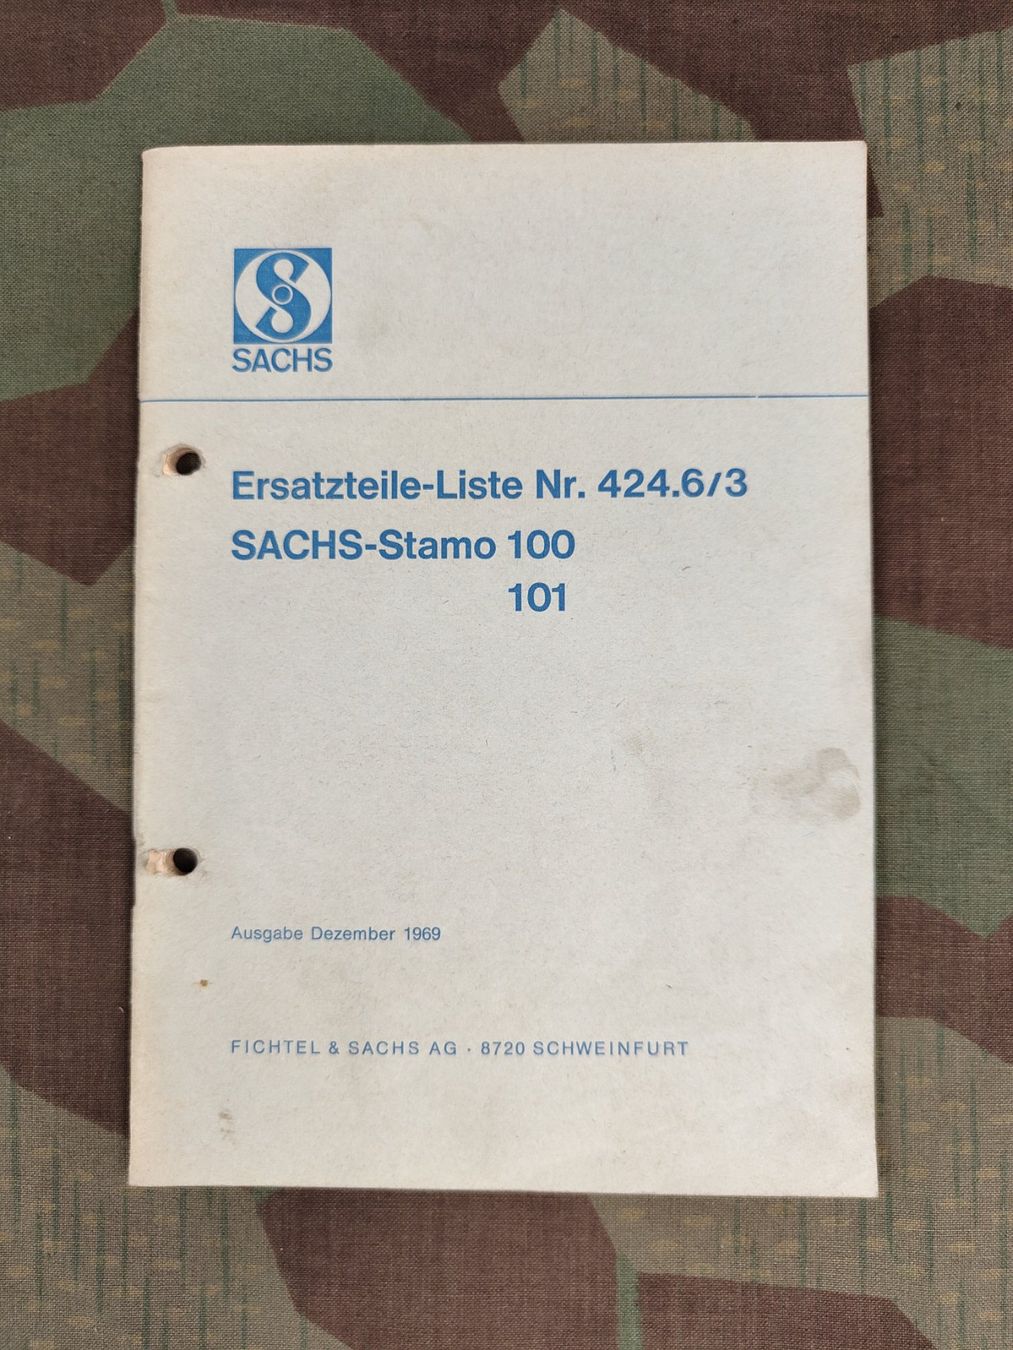 SACHS
Ersatzteile-Liste Nr. 424.6/3
SACHS-Stamo 100
101
Ausgabe Dezember 1969
FICHTEL & SACHS AG · 8720 SCHWEINFURT